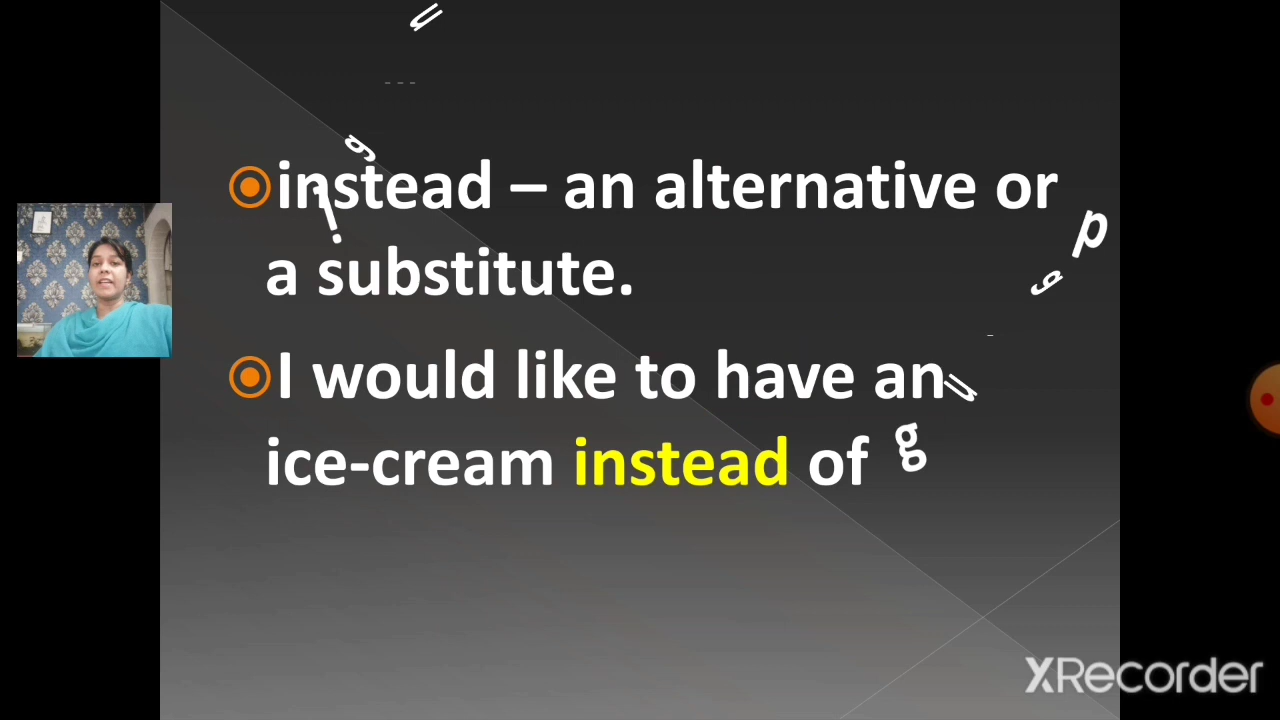 instead – an alternative or
a substitute.
I would like to have an
ice-cream instead of g
XRecorder